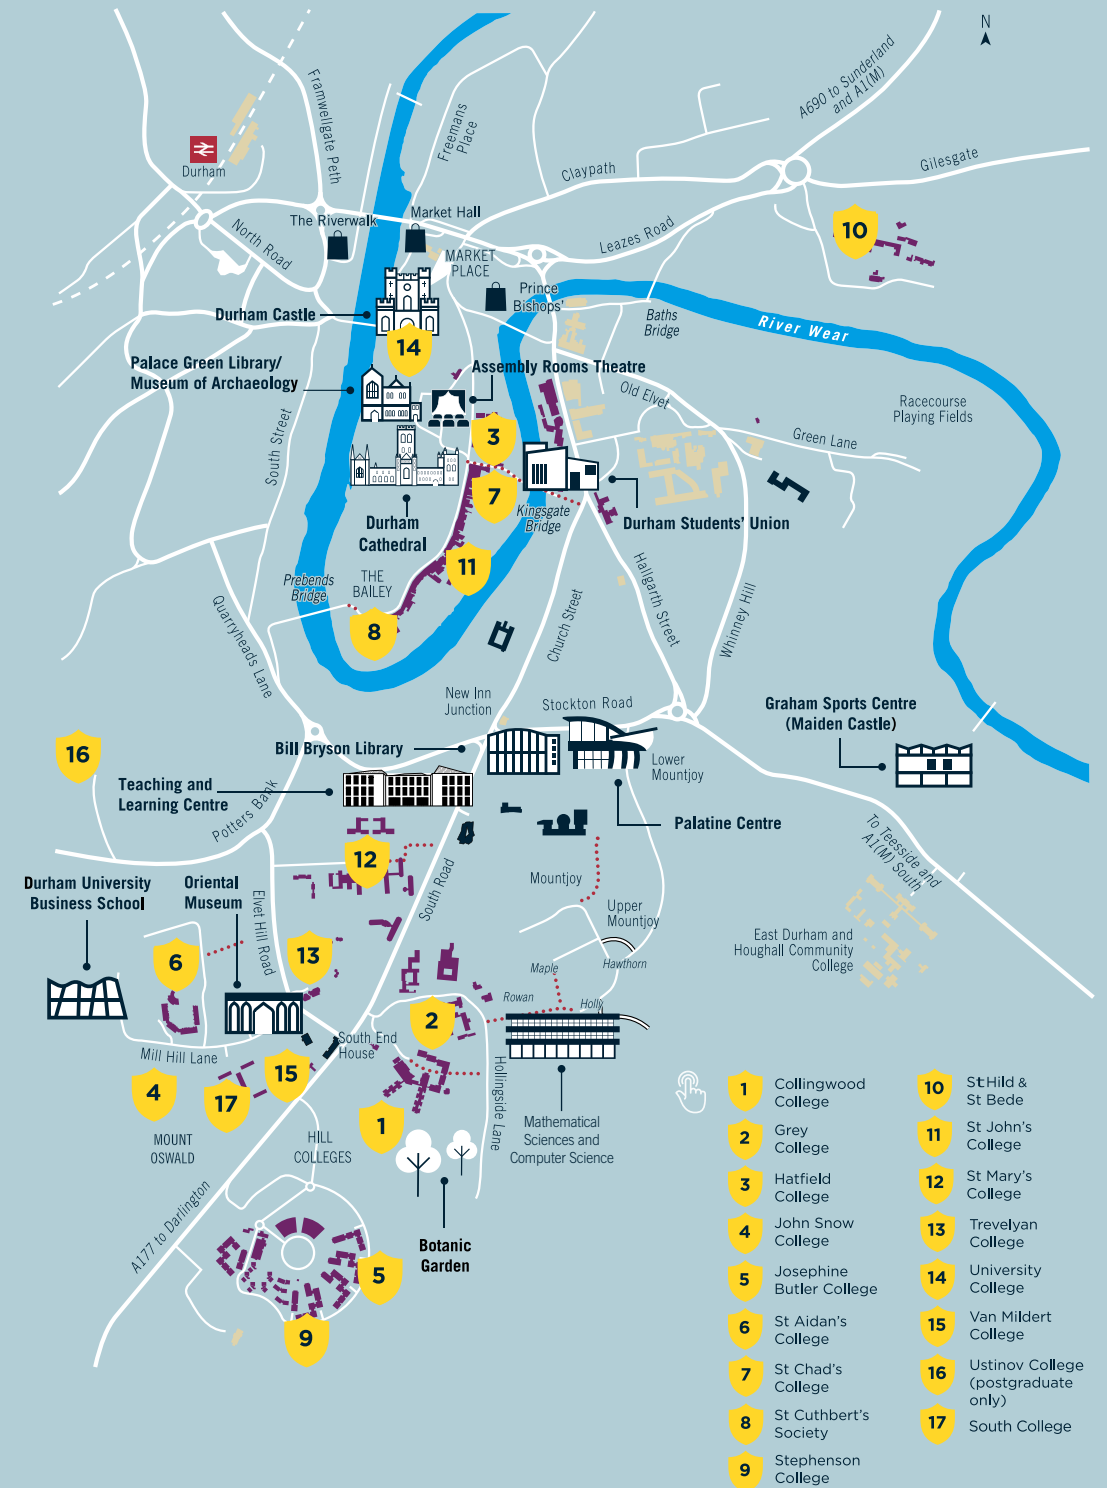 N
A690 to Sunderland
and A1(M)
Framwellgate Peth
Freemans
Place
Durham
Claypath
Gilesgate
The Riverwalk
Market Hall
North Road
Leazes Road
10
MARKET
PLACE
Prince
Bishops'
Durham Castle
Baths
Bridge
River Wear
14
Palace Green Library/
Museum of Archaeology
Assembly Rooms Theatre
Old Elvet
Racecourse
Playing Fields
South Street
3
Green Lane
7
Kingsgate
Bridge
Durham
Cathedral
Durham Students' Union
11
Prebends
Bridge
THE
BAILEY
8
Quarryheads Lane
Church Street
Hallgarth Street
Whinney Hill
New Inn
Junction
Stockton Road
Graham Sports Centre
(Maiden Castle)
16
Bill Bryson Library
Lower
Mountjoy
Teaching and
Learning Centre
Potters Bank
Palatine Centre
To Teesside and
A1(M) South
12
Durham University
Business School
Oriental
Museum
South Road
Mountjoy
Elvet Hill Road
Upper
Mountjoy
East Durham and
Houghall Community
College
6
13
Maple
Hawthorn
Rowan
Holly
2
South End
House
Mill Hill Lane
Hollingside Lane
15
4
17
1
Mathematical
Sciences and
Computer Science
MOUNT
OSWALD
HILL
COLLEGES
A177 to Darlington
Botanic
Garden
5
9
1
Collingwood
College
2
Grey
College
3
Hatfield
College
4
John Snow
College
5
Josephine
Butler College
6
St Aidan's
College
7
St Chad's
College
8
St Cuthbert's
Society
9
Stephenson
College
10
St Hild &
St Bede
11
St John's
College
12
St Mary's
College
13
Trevelyan
College
14
University
College
15
Van Mildert
College
16
Ustinov College
(postgraduate
only)
17
South College